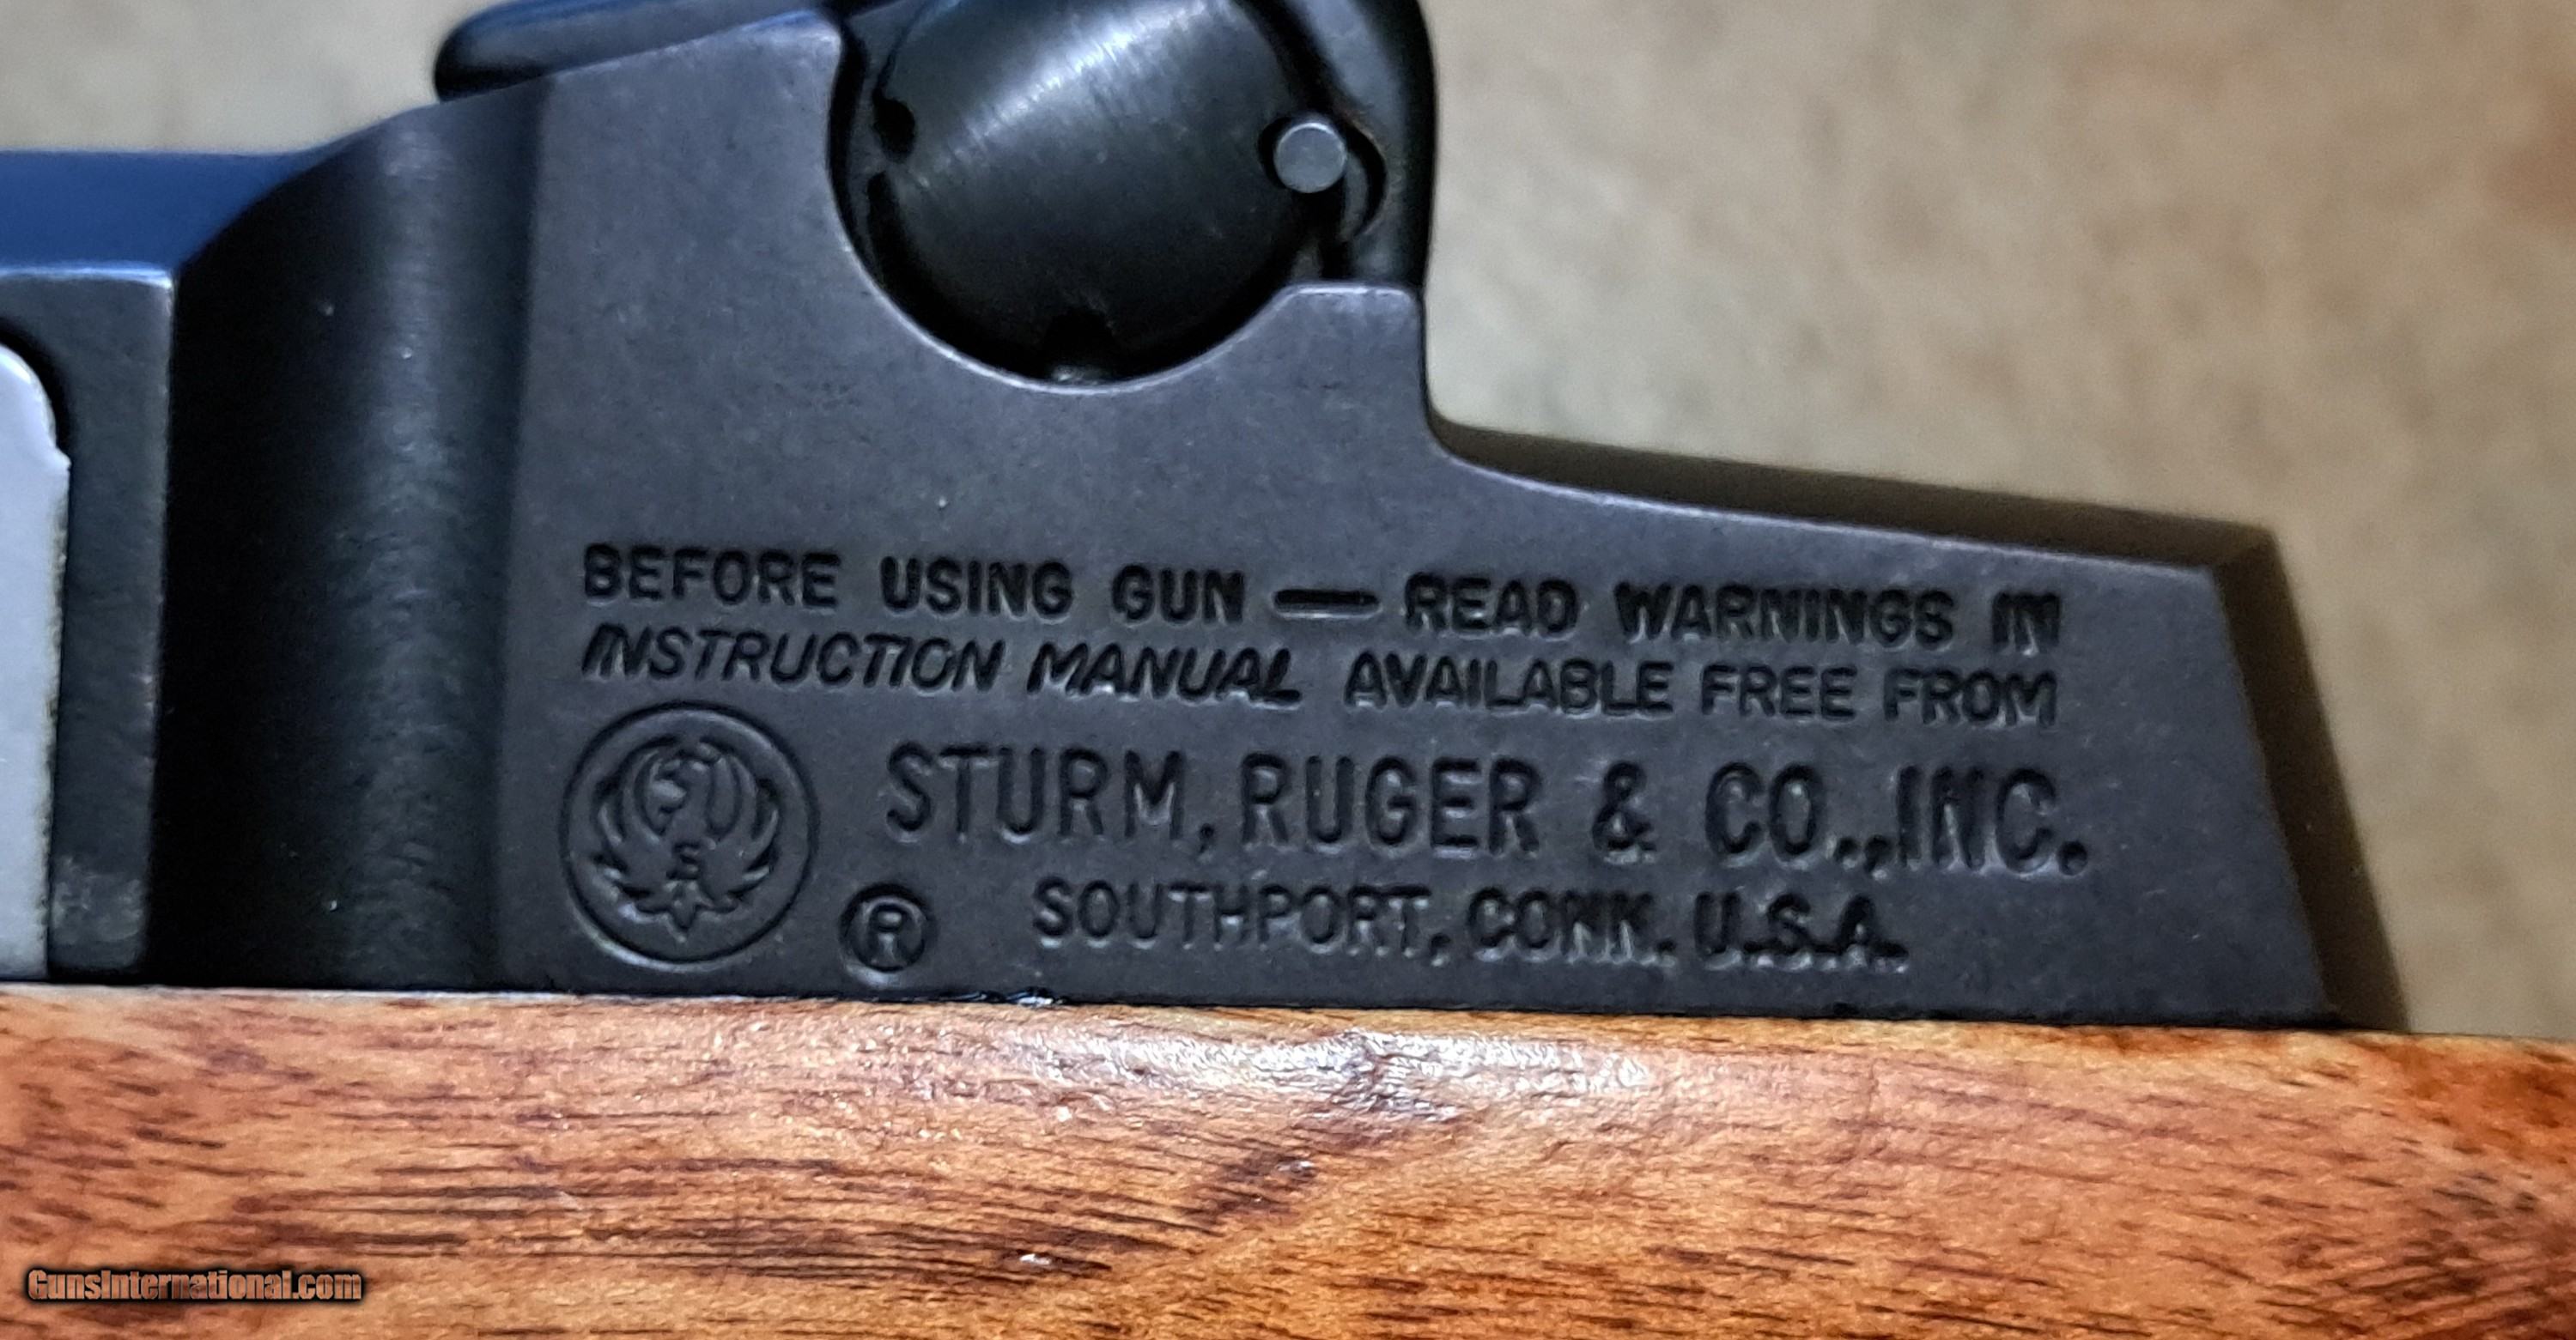 BEFORE USING GUN — READ WARNINGS IN
INSTRUCTION MANUAL AVAILABLE FREE FROM
STURM, RUGER & CO., INC.
® SOUTHPORT, CONN. U.S.A.
GunsInternational.com